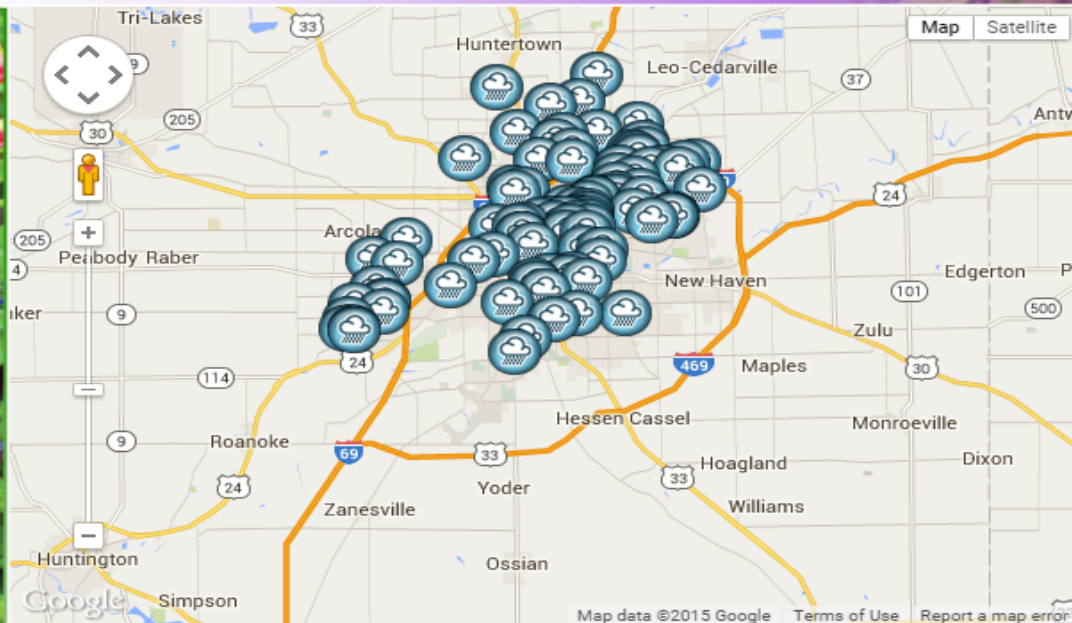 Tri-Lakes
33
Map
Satellite
Huntertown
Leo-Cedarville
9
37
205
30
Antw
24
Arcola
205
Peabody Raber
4
New Haven
Edgerton
P
101
500
nker
9
Zulu
24
469
Maples
30
114
Hessen Cassel
Monroeville
Roanoke
9
69
33
Hoagland
Dixon
24
33
Yoder
Williams
Zanesville
Huntington
Ossian
Google
Simpson
Map data ©2015 Google
Terms of Use
Report a map error